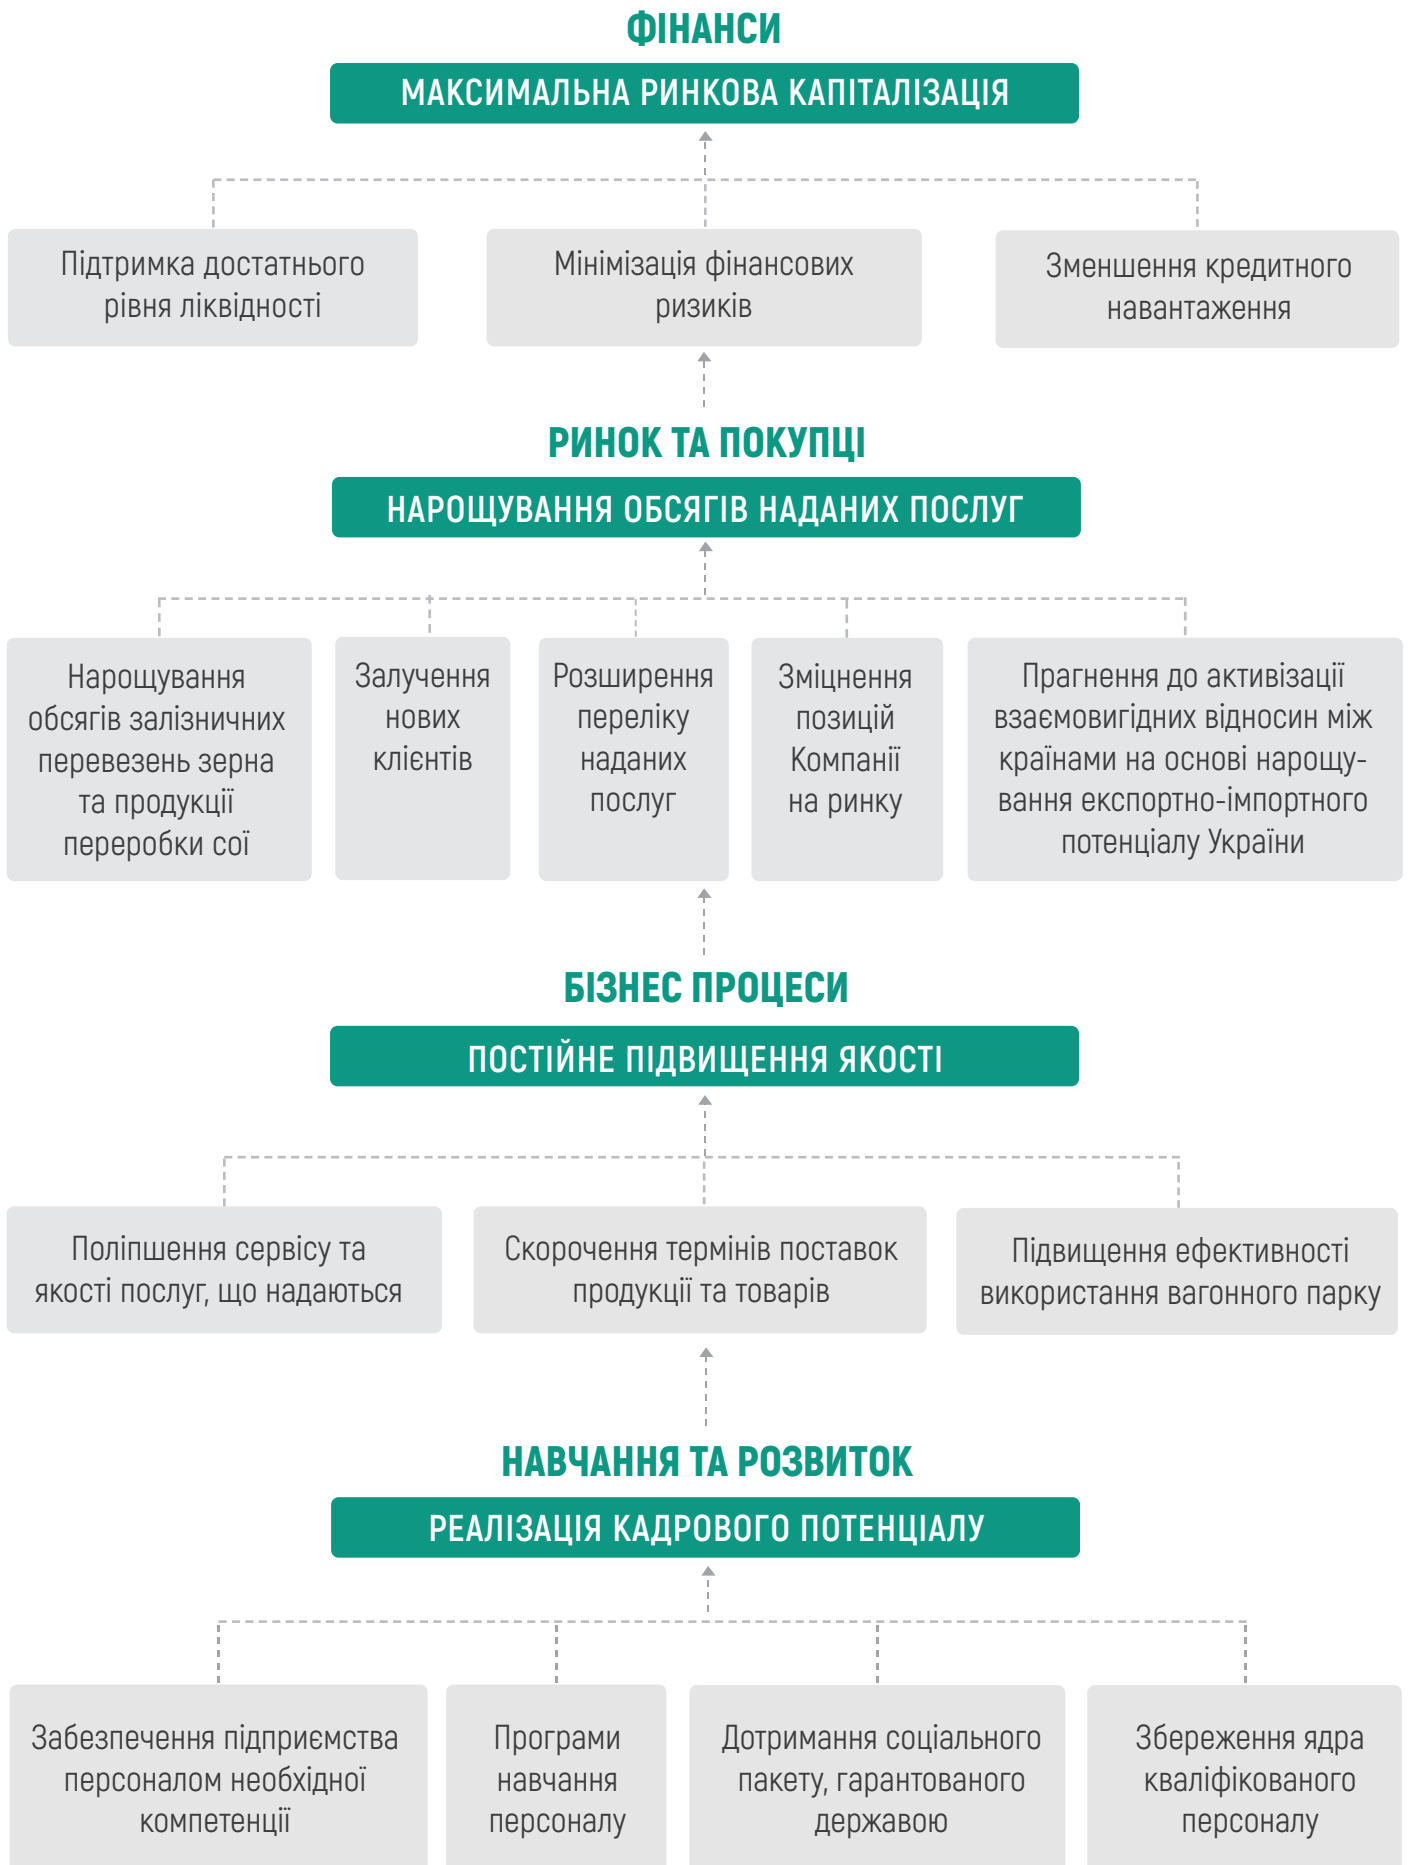 ФІНАНСИ
МАКСИМАЛЬНА РИНКОВА КАПІТАЛІЗАЦІЯ
Підтримка достатнього
рівня ліквідності
Мінімізація фінансових
ризиків
Зменшення кредитного
навантаження
РИНОК ТА ПОКУПЦІ
НАРОЩУВАННЯ ОБСЯГІВ НАДАНИХ ПОСЛУГ
Нарощування
обсягів залізничних
перевезень зерна
та продукції
переробки сої
Залучення
нових
клієнтів
Розширення
переліку
наданих
послуг
Зміцнення
позицій
Компанії
на ринку
Прагнення до активізації
взаємовигідних відносин між
країнами на основі нарощу-
вання експортно-імпортного
потенціалу України
БІЗНЕС ПРОЦЕСИ
ПОСТІЙНЕ ПІДВИЩЕННЯ ЯКОСТІ
Поліпшення сервісу та
якості послуг, що надаються
Скорочення термінів поставок
продукції та товарів
Підвищення ефективності
використання вагонного парку
НАВЧАННЯ ТА РОЗВИТОК
РЕАЛІЗАЦІЯ КАДРОВОГО ПОТЕНЦІАЛУ
Забезпечення підприємства
персоналом необхідної
компетенції
Програми
навчання
персоналу
Дотримання соціального
пакету, гарантованого
державою
Збереження ядра
кваліфікованого
персоналу